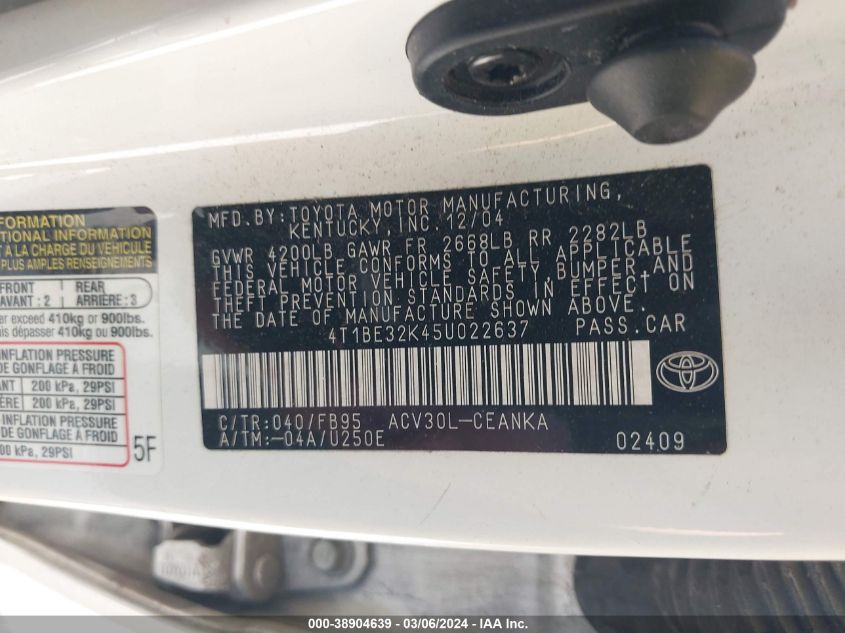 FORMATION
TIONAL INFORMATION
À LA CHARGE DU VÉHICULE
PLUS AMPLES RENSEIGNEMENTS
FRONT
AVANT : 2
REAR
ARRIÈRE : 3
er exceed 410kg or 900lbs.
is dépasser 410kg ou 900lbs.
INFLATION PRESSURE
DE GONFLAGE À FROID
ANT 200 kPa, 29PSI
IÈRE 200 kPa, 29PSI
INFLATION PRESSURE
DE GONFLAGE À FROID
00 kPa, 29PSI
5F
MFD. BY: TOYOTA MOTOR MANUFACTURING,
KENTUCKY, INC. 12/04
GVWR 4200LB GAWR FR 2668LB RR 2282LB
THIS VEHICLE CONFORMS TO ALL APPLICABLE
FEDERAL MOTOR VEHICLE SAFETY, BUMPER, AND
THEFT PREVENTION STANDARDS IN EFFECT ON
THE DATE OF MANUFACTURE SHOWN ABOVE.
4T1BE32K45U022637 PASS.CAR
C/TR:040/FB95 ACV30L-CEANKA
A/TM:-04A/U250E 02409
TOYOTA
000-38904639 - 03/06/2024 - IAA Inc.